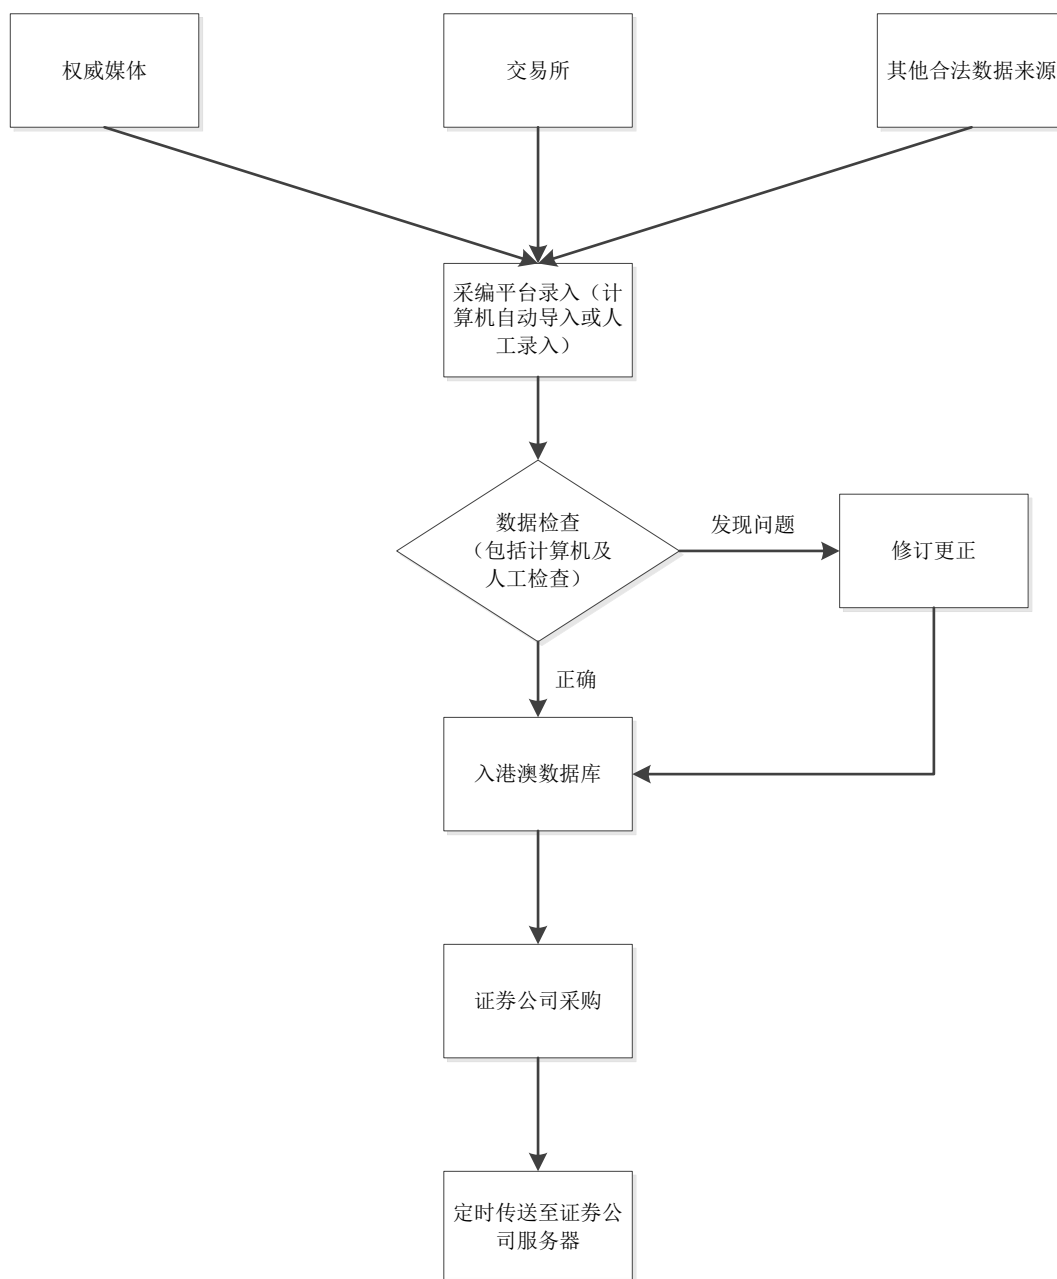 权威媒体
交易所
其他合法数据来源
采编平台录入（计
算机自动导入或人
工录入）
数据检查
（包括计算机及
人工检查）
发现问题
修订更正
正确
入港澳数据库
证券公司采购
定时传送至证券公
司服务器